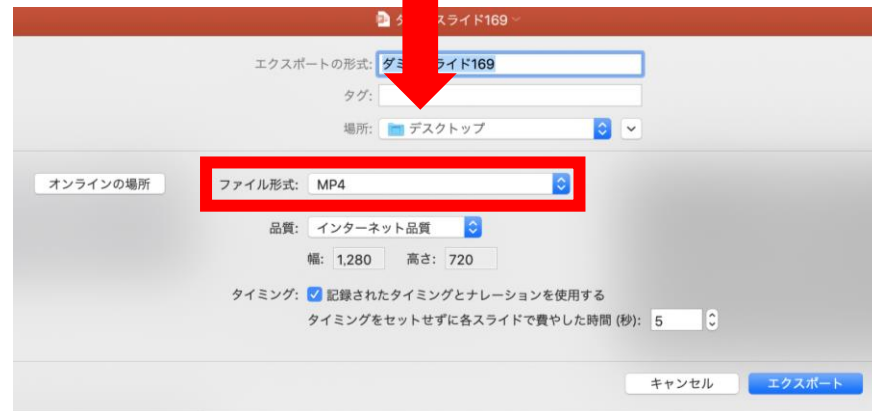 スライド169
エクスポートの形式: ダミースライド169
タグ:
場所: デスクトップ
オンラインの場所 ファイル形式: MP4
品質: インターネット品質
幅: 1,280 高さ: 720
タイミング: 記録されたタイミングとナレーションを使用する
タイミングをセットせずに各スライドで費やした時間 (秒): 5
キャンセル エクスポート